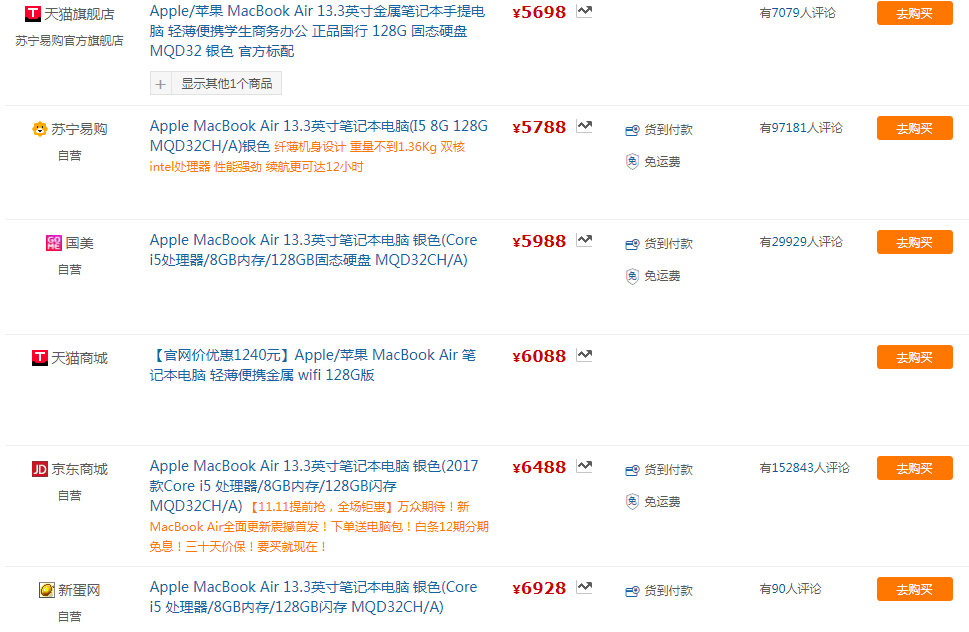 天猫旗舰店
苏宁易购官方旗舰店
Apple/苹果 MacBook Air 13.3英寸金属笔记本手提电
脑 轻薄便携学生商务办公 正品国行 128G 固态硬盘
MQD32 银色 官方标配
显示其他1个商品
¥5698
有7079人评论
去购买
苏宁易购
自营
Apple MacBook Air 13.3英寸笔记本电脑(I5 8G 128G
MQD32CH/A)银色 纤薄机身设计 重量不到1.36Kg 双核
intel处理器 性能强劲 续航更可达12小时
¥5788
货到付款
免 免运费
有97181人评论
去购买
GO
ME
国美
自营
Apple MacBook Air 13.3英寸笔记本电脑 银色(Core
i5处理器/8GB内存/128GB固态硬盘 MQD32CH/A)
¥5988
货到付款
免 免运费
有29929人评论
去购买
天猫商城
【官网价优惠1240元】Apple/苹果 MacBook Air 笔
记本电脑 轻薄便携金属 wifi 128G版
¥6088
去购买
JD 京东商城
自营
Apple MacBook Air 13.3英寸笔记本电脑 银色(2017
款Core i5 处理器/8GB内存/128GB闪存
MQD32CH/A) 【11.11提前抢，全场钜惠】万众期待！新
MacBook Air全面更新震撼首发！下单送电脑包！白条12期分期
免息！三十天价保！要买就现在！
¥6488
货到付款
免 免运费
有152843人评论
去购买
新蛋网
自营
Apple MacBook Air 13.3英寸笔记本电脑 银色(Core
i5 处理器/8GB内存/128GB闪存 MQD32CH/A)
¥6928
货到付款
有90人评论
去购买